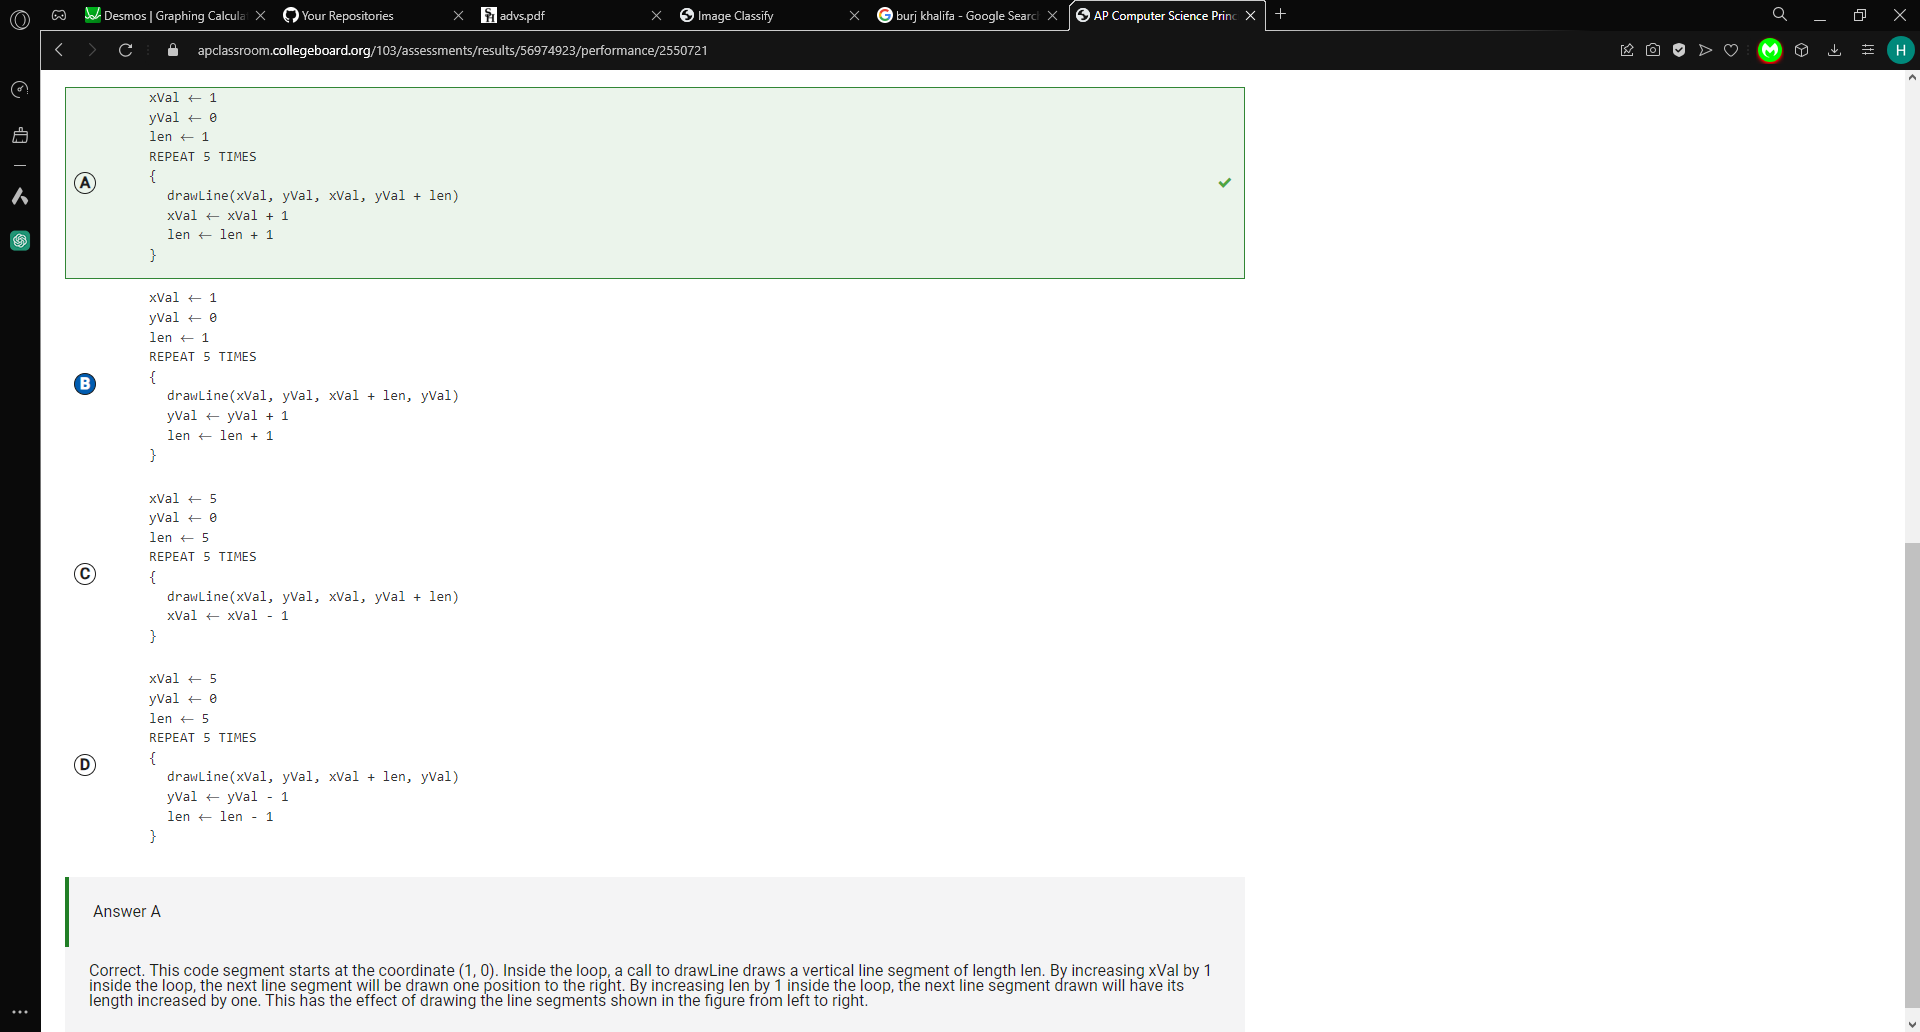 Desmos | Graphing Calcula
Your Repositories
advs.pdf
Image Classify
burj khalifa - Google Searc
AP Computer Science Princ
apclassroom.collegeboard.org/103/assessments/results/56974923/performance/2550721
H
A
xVal ← 1
yVal ← 0
len ← 1
REPEAT 5 TIMES
{
drawLine(xVal, yVal, xVal, yVal + len)
xVal ← xVal + 1
len ← len + 1
}
B
xVal ← 1
yVal ← 0
len ← 1
REPEAT 5 TIMES
{
drawLine(xVal, yVal, xVal + len, yVal)
yVal ← yVal + 1
len ← len + 1
}
C
xVal ← 5
yVal ← 0
len ← 5
REPEAT 5 TIMES
{
drawLine(xVal, yVal, xVal, yVal + len)
xVal ← xVal - 1
}
D
xVal ← 5
yVal ← 0
len ← 5
REPEAT 5 TIMES
{
drawLine(xVal, yVal, xVal + len, yVal)
yVal ← yVal - 1
len ← len - 1
}
Answer A
Correct. This code segment starts at the coordinate (1, 0). Inside the loop, a call to drawLine draws a vertical line segment of length len. By increasing xVal by 1
inside the loop, the next line segment will be drawn one position to the right. By increasing len by 1 inside the loop, the next line segment drawn will have its
length increased by one. This has the effect of drawing the line segments shown in the figure from left to right.